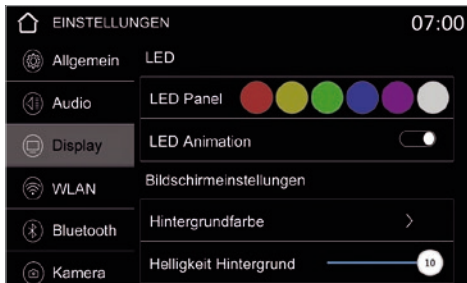 EINSTELLUNGEN 07:00
Allgemein
Audio
Display
WLAN
Bluetooth
Kamera
LED
LED Panel
LED Animation
Bildschirmeinstellungen
Hintergrundfarbe
Helligkeit Hintergrund 10